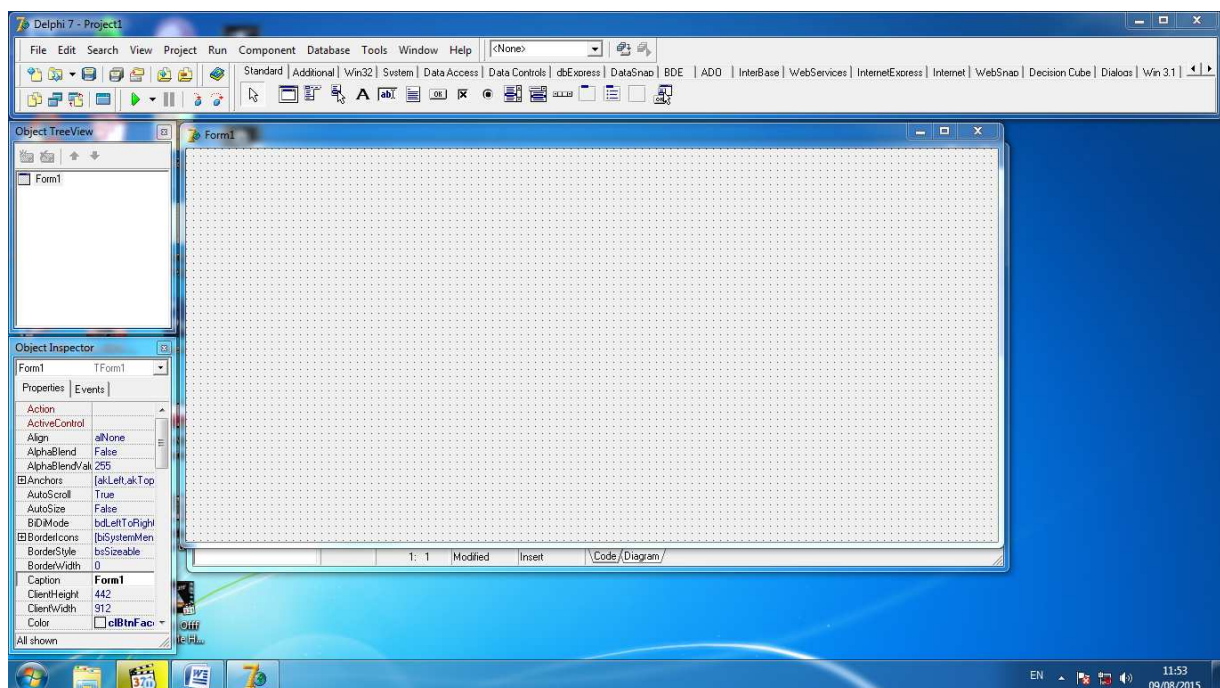 Delphi 7 - Project1
File Edit Search View Project Run Component Database Tools Window Help <None>
Standard Additional Win32 System Data Access Data Controls dbExpress DataSnap BDE ADO InterBase WebServices InternetExpress Internet WebSnap Decision Cube Dialogs Win 3.1
A ab OK
Object TreeView
Form1
Form1
Object Inspector
Form1 TForm1
Properties Events
Action
ActiveControl
Align alNone
AlphaBlend False
AlphaBlendVal 255
Anchors [akLeft,akTop
AutoScroll True
AutoSize False
BiDiMode bdLeftToRight
BorderIcons [biSystemMen
BorderStyle bsSizeable
BorderWidth 0
Caption Form1
ClientHeight 442
ClientWidth 912
Color clBtnFac
All shown
1: 1 Modified Insert Code Diagram
EN 11:53
09/08/2015